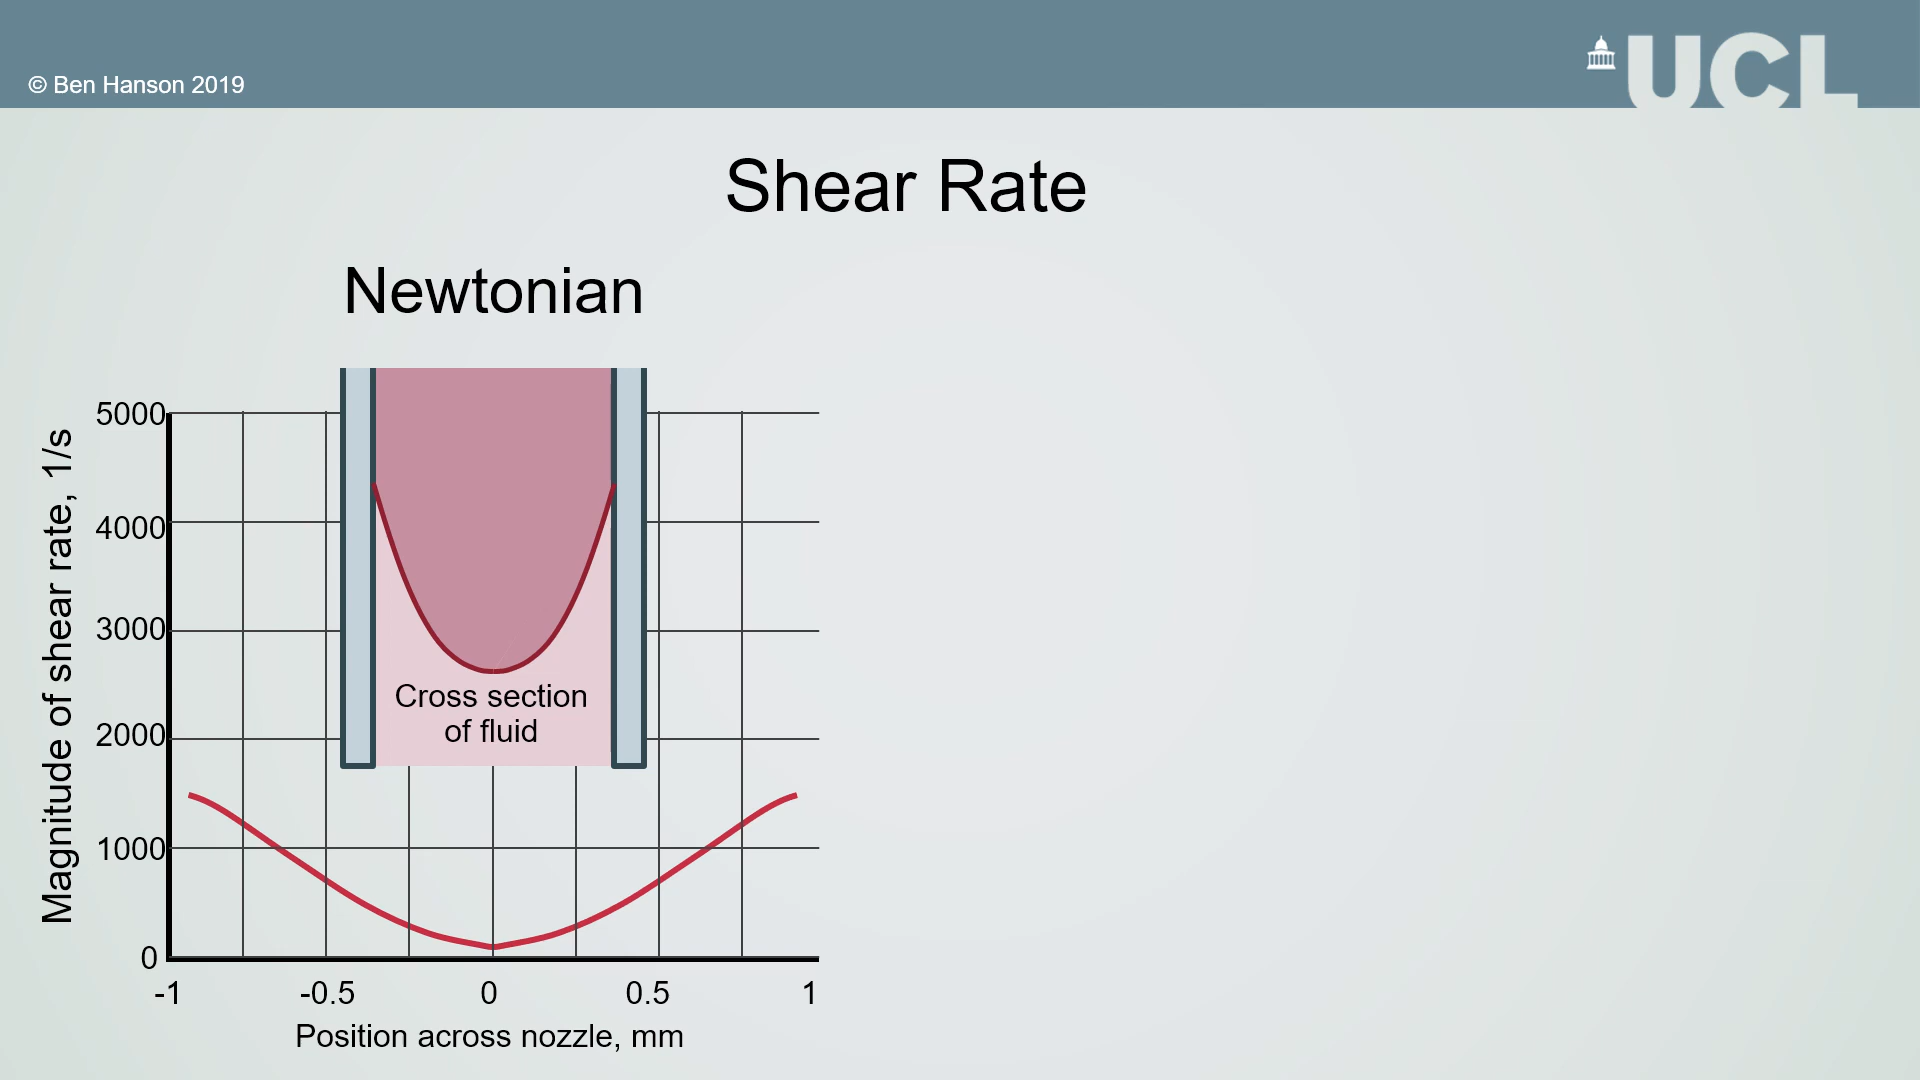 © Ben Hanson 2019
UCL
Shear Rate
Newtonian
Magnitude of shear rate, 1/s
5000
4000
3000
2000
1000
0
Cross section
of fluid
-1 -0.5 0 0.5 1
Position across nozzle, mm